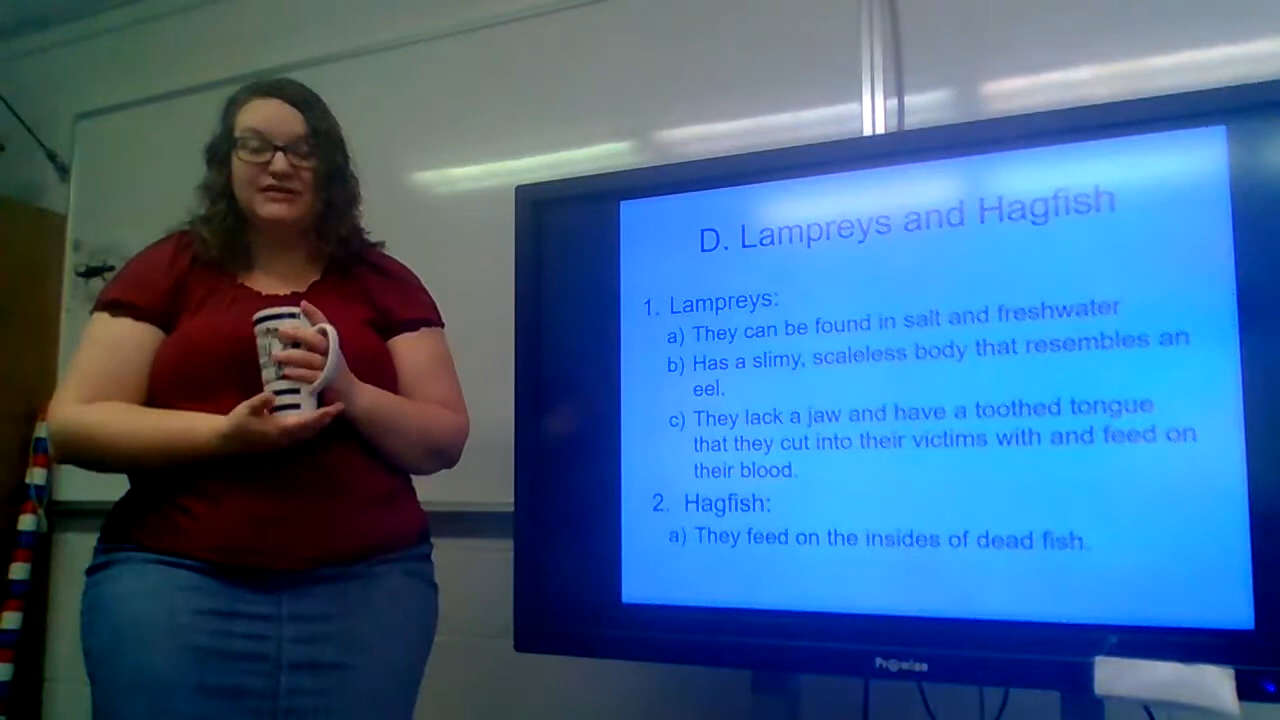 D. Lampreys and Hagfish
1. Lampreys:
a) They can be found in salt and freshwater
b) Has a slimy, scaleless body that resembles an
eel.
c) They lack a jaw and have a toothed tongue
that they cut into their victims with and feed on
their blood.
2. Hagfish:
a) They feed on the insides of dead fish.
Prowise